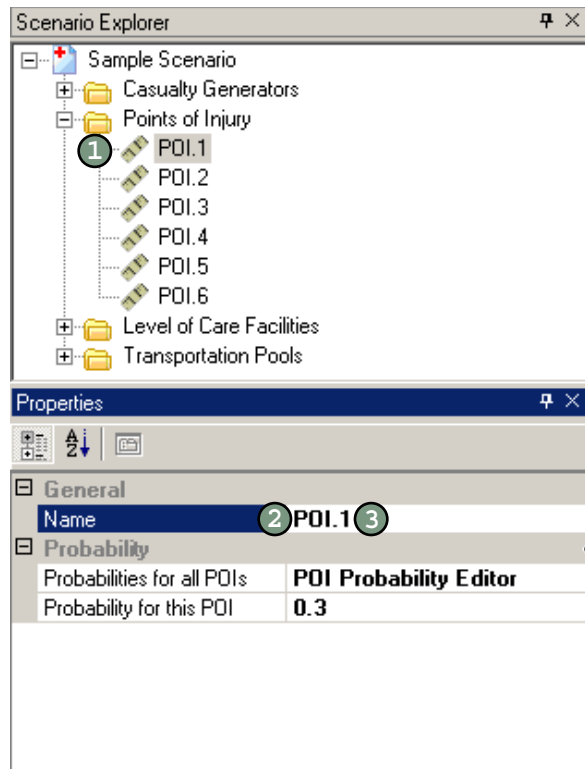 Scenario Explorer
Sample Scenario
Casualty Generators
Points of Injury
1 POI.1
POI.2
POI.3
POI.4
POI.5
POI.6
Level of Care Facilities
Transportation Pools
Properties
A
Z
General
Name 2 POI.1 3
Probability
Probabilities for all POIs POI Probability Editor
Probability for this POI 0.3